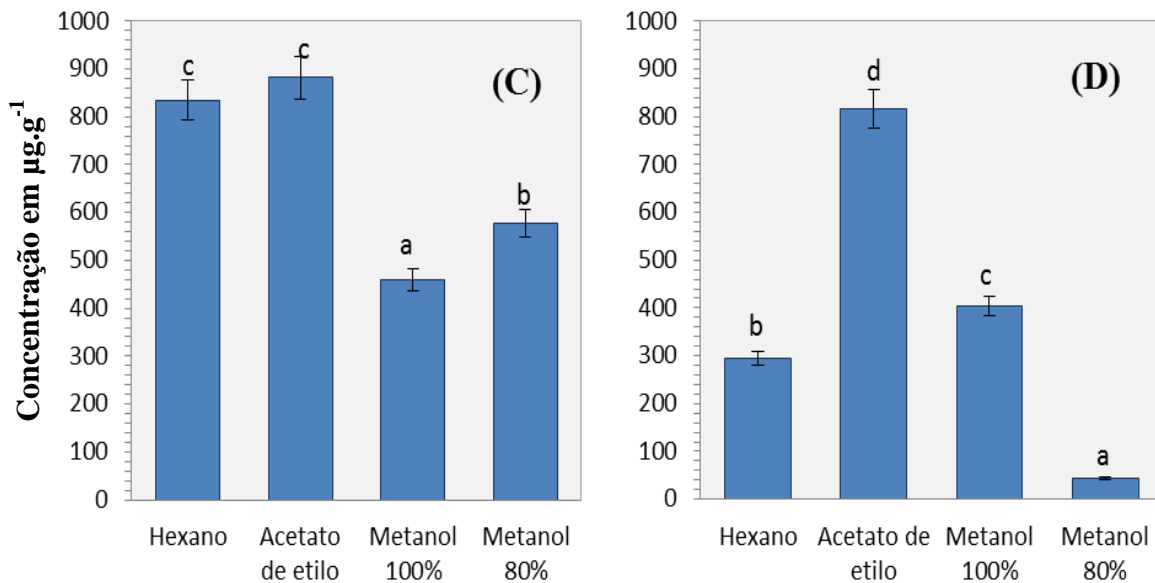 Concentração em µg.g⁻¹
1000
900
800
700
600
500
400
300
200
100
0
(C)
c
c
a
b
Hexano
Acetato
de etilo
Metanol
100%
Metanol
80%
1000
900
800
700
600
500
400
300
200
100
0
(D)
b
d
c
a
Hexano
Acetato de
etilo
Metanol
100%
Metanol
80%